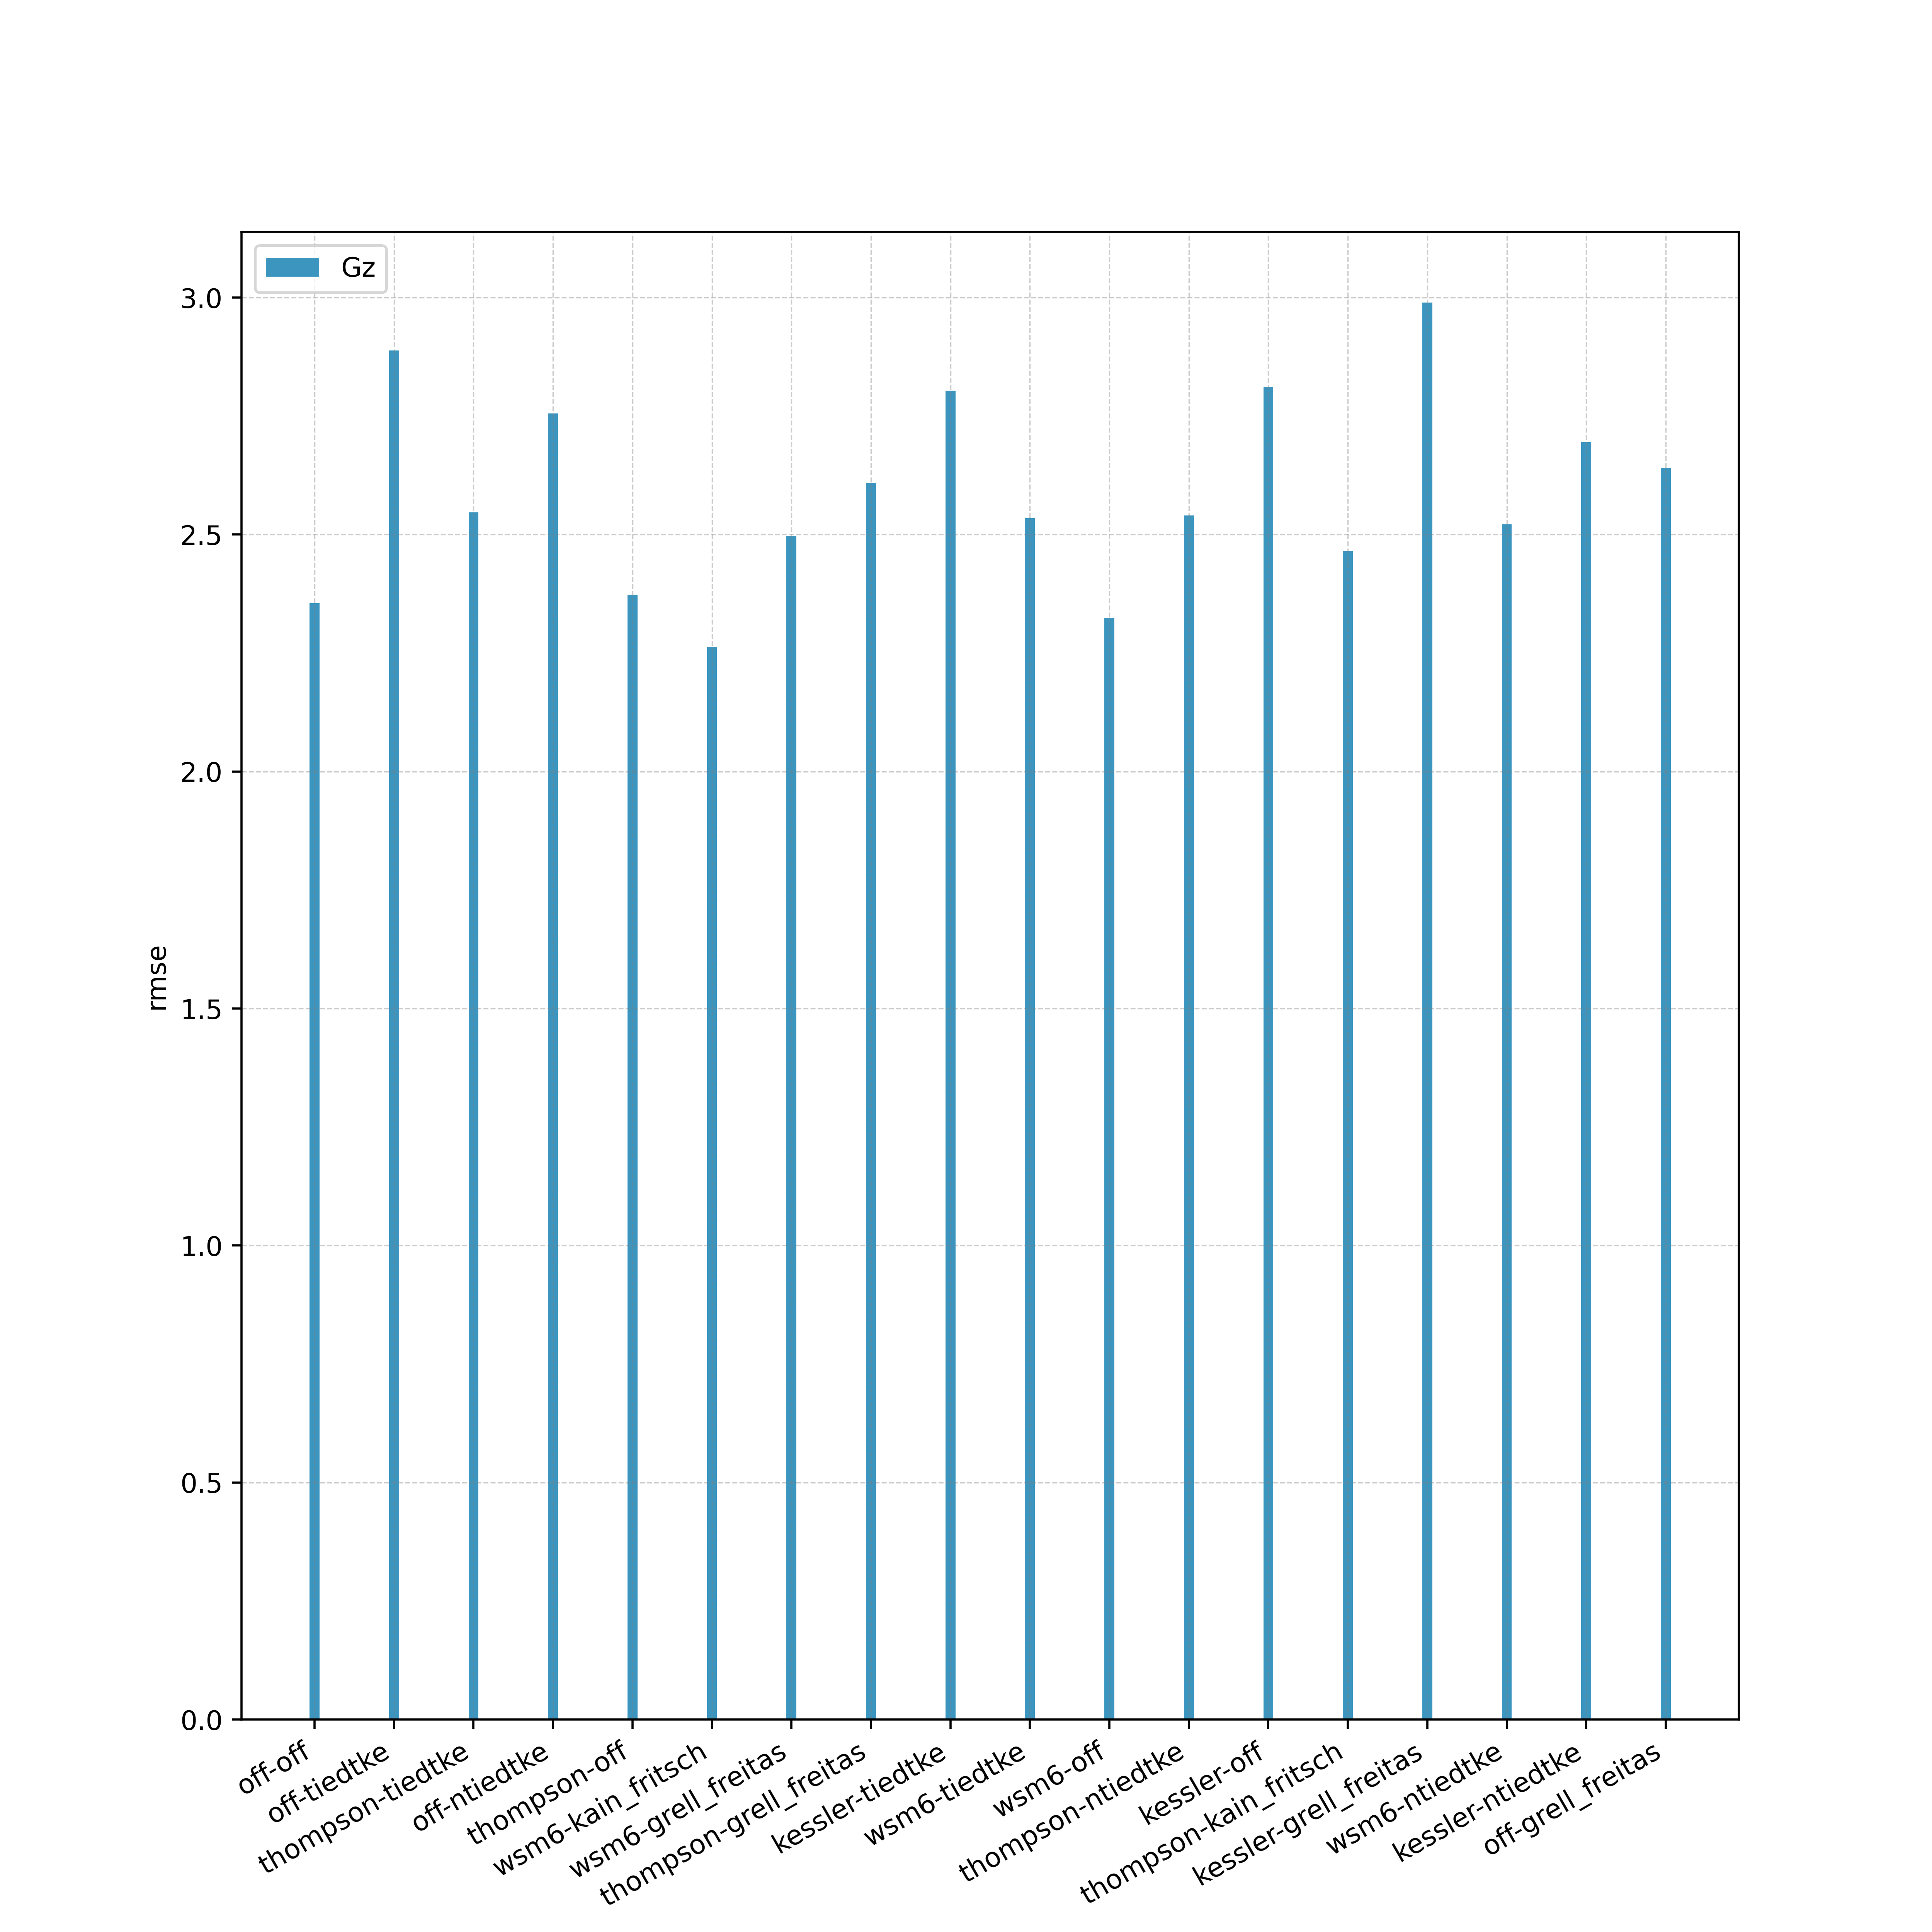 Gz
3.0
2.5
2.0
1.5
1.0
0.5
0.0
rmse
off-off
off-tiedtke
thompson-tiedtke
off-ntiedtke
thompson-off
wsm6-kain_fritsch
wsm6-grell_freitas
thompson-grell_freitas
kessler-tiedtke
wsm6-tiedtke
wsm6-off
thompson-ntiedtke
kessler-off
thompson-kain_fritsch
kessler-grell_freitas
wsm6-ntiedtke
kessler-ntiedtke
off-grell_freitas